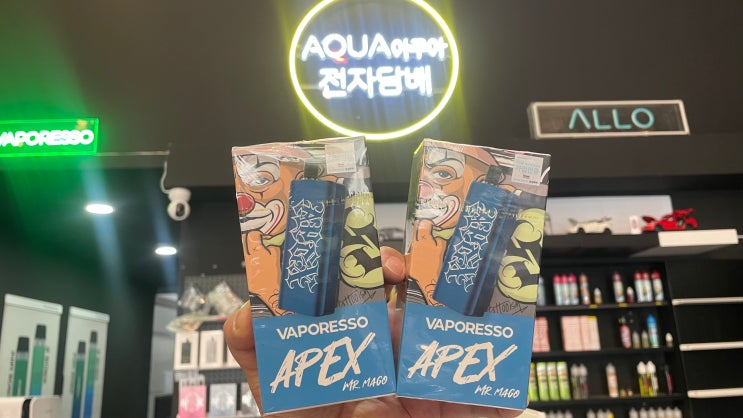 AQUA아쿠아
전자담배
ALLO
VAPORESSO
VAPORESSO
APEX
MR. MAGO
VAPORESSO
APEX
MR. MAGO